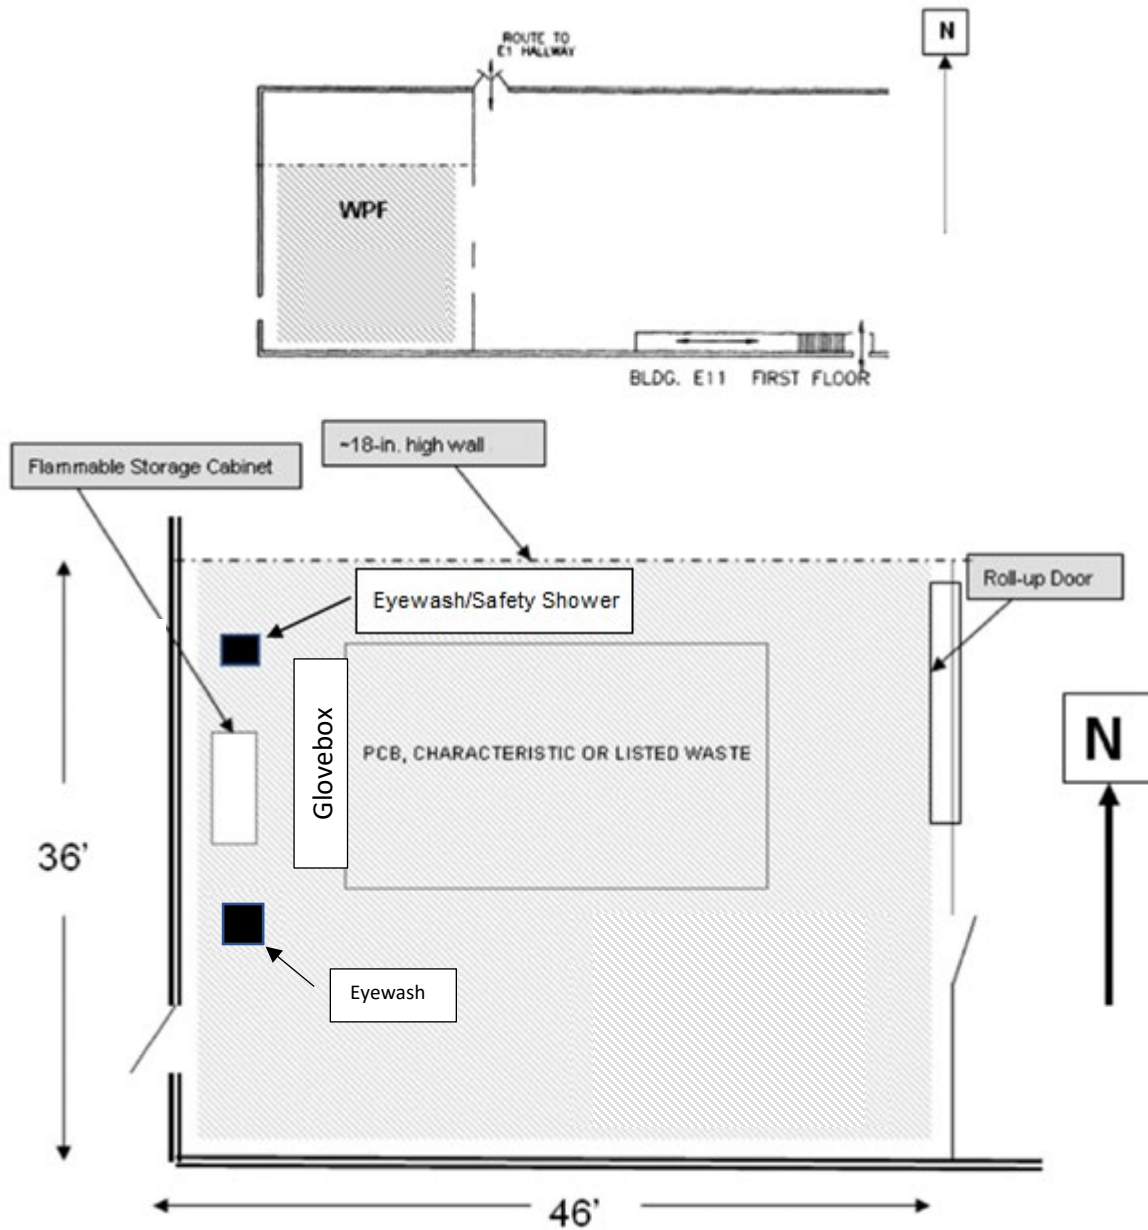 ROUTE TO
E1 HALLWAY
N
WPF
BLDG. E11 FIRST FLOOR
~18-in. high wall
Flammable Storage Cabinet
Roll-up Door
Eyewash/Safety Shower
Glovebox
PCB, CHARACTERISTIC OR LISTED WASTE
N
36'
Eyewash
46'